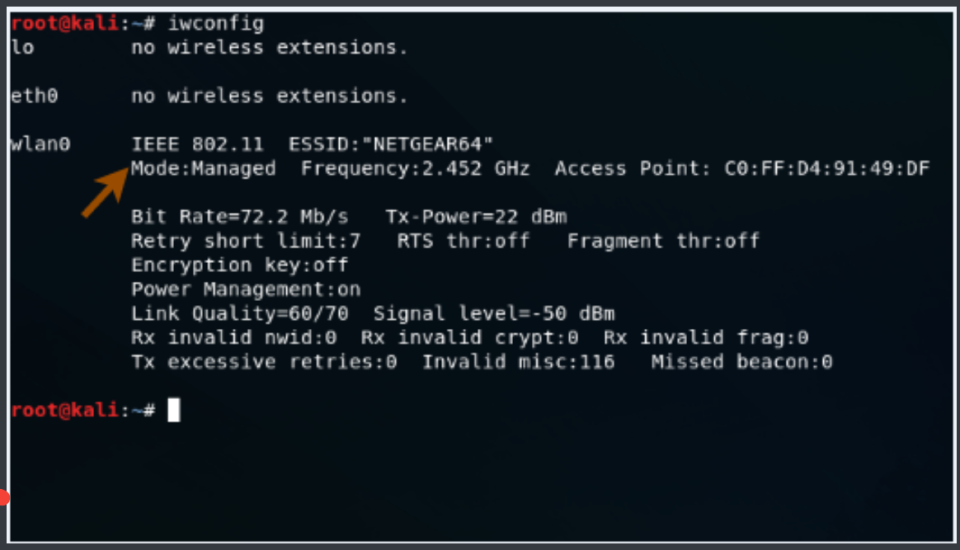 root@kali:~# iwconfig
lo        no wireless extensions.
eth0      no wireless extensions.
wlan0     IEEE 802.11  ESSID:"NETGEAR64"
Mode:Managed  Frequency:2.452 GHz  Access Point: C0:FF:D4:91:49:DF
Bit Rate=72.2 Mb/s   Tx-Power=22 dBm
Retry short limit:7   RTS thr:off   Fragment thr:off
Encryption key:off
Power Management:on
Link Quality=60/70  Signal level=-50 dBm
Rx invalid nwid:0  Rx invalid crypt:0  Rx invalid frag:0
Tx excessive retries:0  Invalid misc:116   Missed beacon:0
root@kali:~#